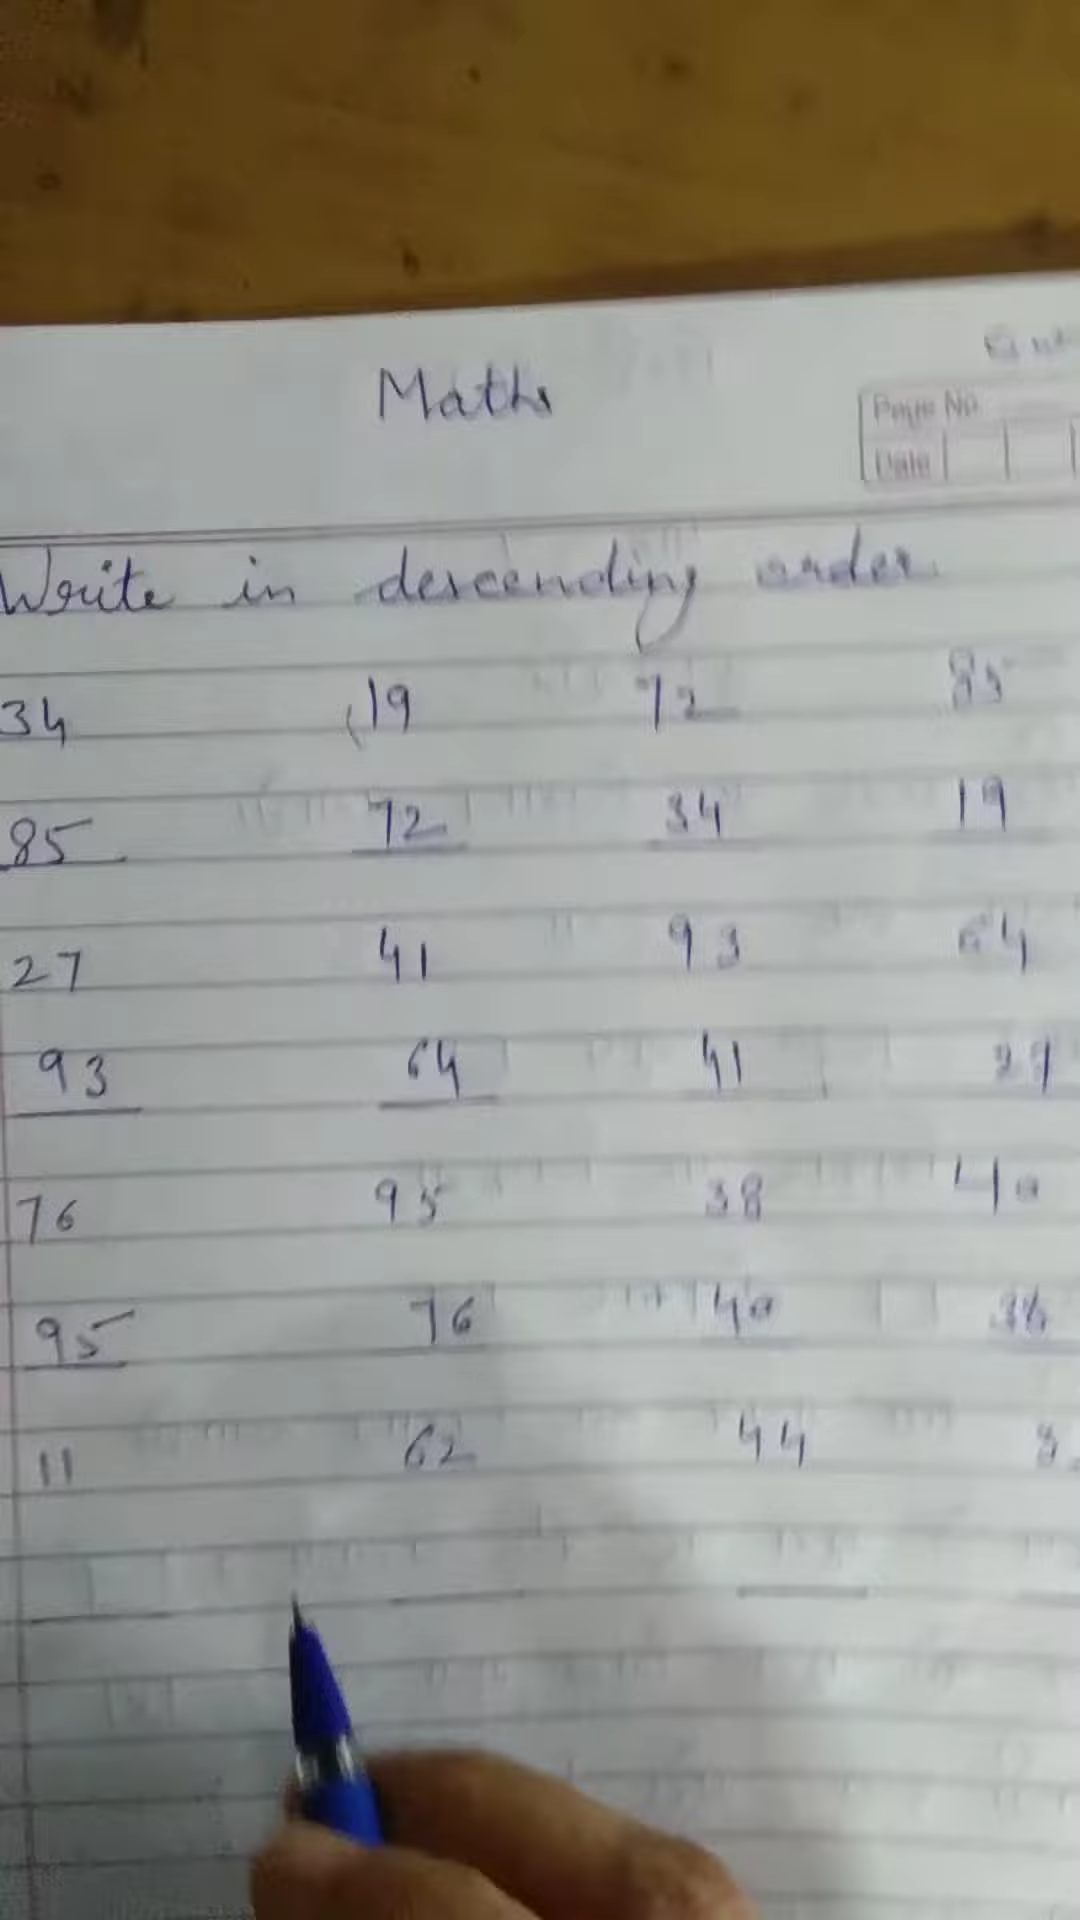 Maths
Page No.
Date
Write in descending order
34 19 72 85
85 72 34 19
27 41 93 64
93 64 41 27
76 95 38 40
95 76 40 38
11 62 44